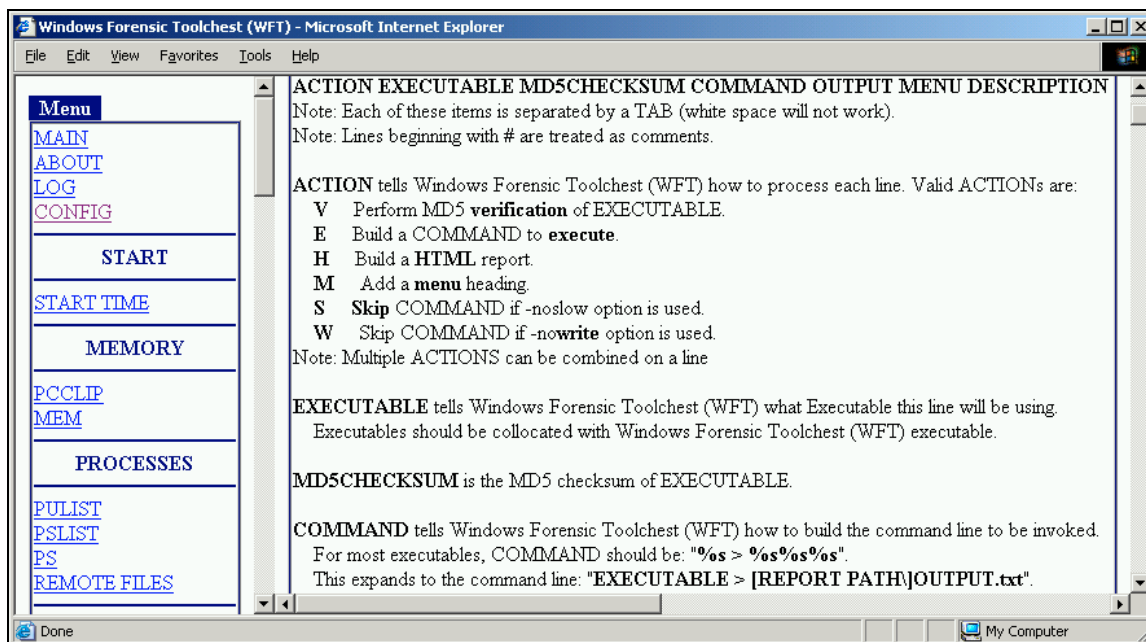 Windows Forensic Toolchest (WFT) - Microsoft Internet Explorer
File Edit View Favorites Tools Help
Menu
MAIN
ABOUT
LOG
CONFIG
START
START TIME
MEMORY
PCCLIP
MEM
PROCESSES
PULIST
PSLIST
PS
REMOTE FILES
ACTION EXECUTABLE MD5CHECKSUM COMMAND OUTPUT MENU DESCRIPTION
Note: Each of these items is separated by a TAB (white space will not work).
Note: Lines beginning with # are treated as comments.
ACTION tells Windows Forensic Toolchest (WFT) how to process each line. Valid ACTIONs are:
V Perform MD5 verification of EXECUTABLE.
E Build a COMMAND to execute.
H Build a HTML report.
M Add a menu heading.
S Skip COMMAND if -noslow option is used.
W Skip COMMAND if -nowrite option is used.
Note: Multiple ACTIONS can be combined on a line
EXECUTABLE tells Windows Forensic Toolchest (WFT) what Executable this line will be using.
Executables should be collocated with Windows Forensic Toolchest (WFT) executable.
MD5CHECKSUM is the MD5 checksum of EXECUTABLE.
COMMAND tells Windows Forensic Toolchest (WFT) how to build the command line to be invoked.
For most executables, COMMAND should be: "%s > %s%s%s".
This expands to the command line: "EXECUTABLE > [REPORT PATH\]OUTPUT.txt".
Done
My Computer